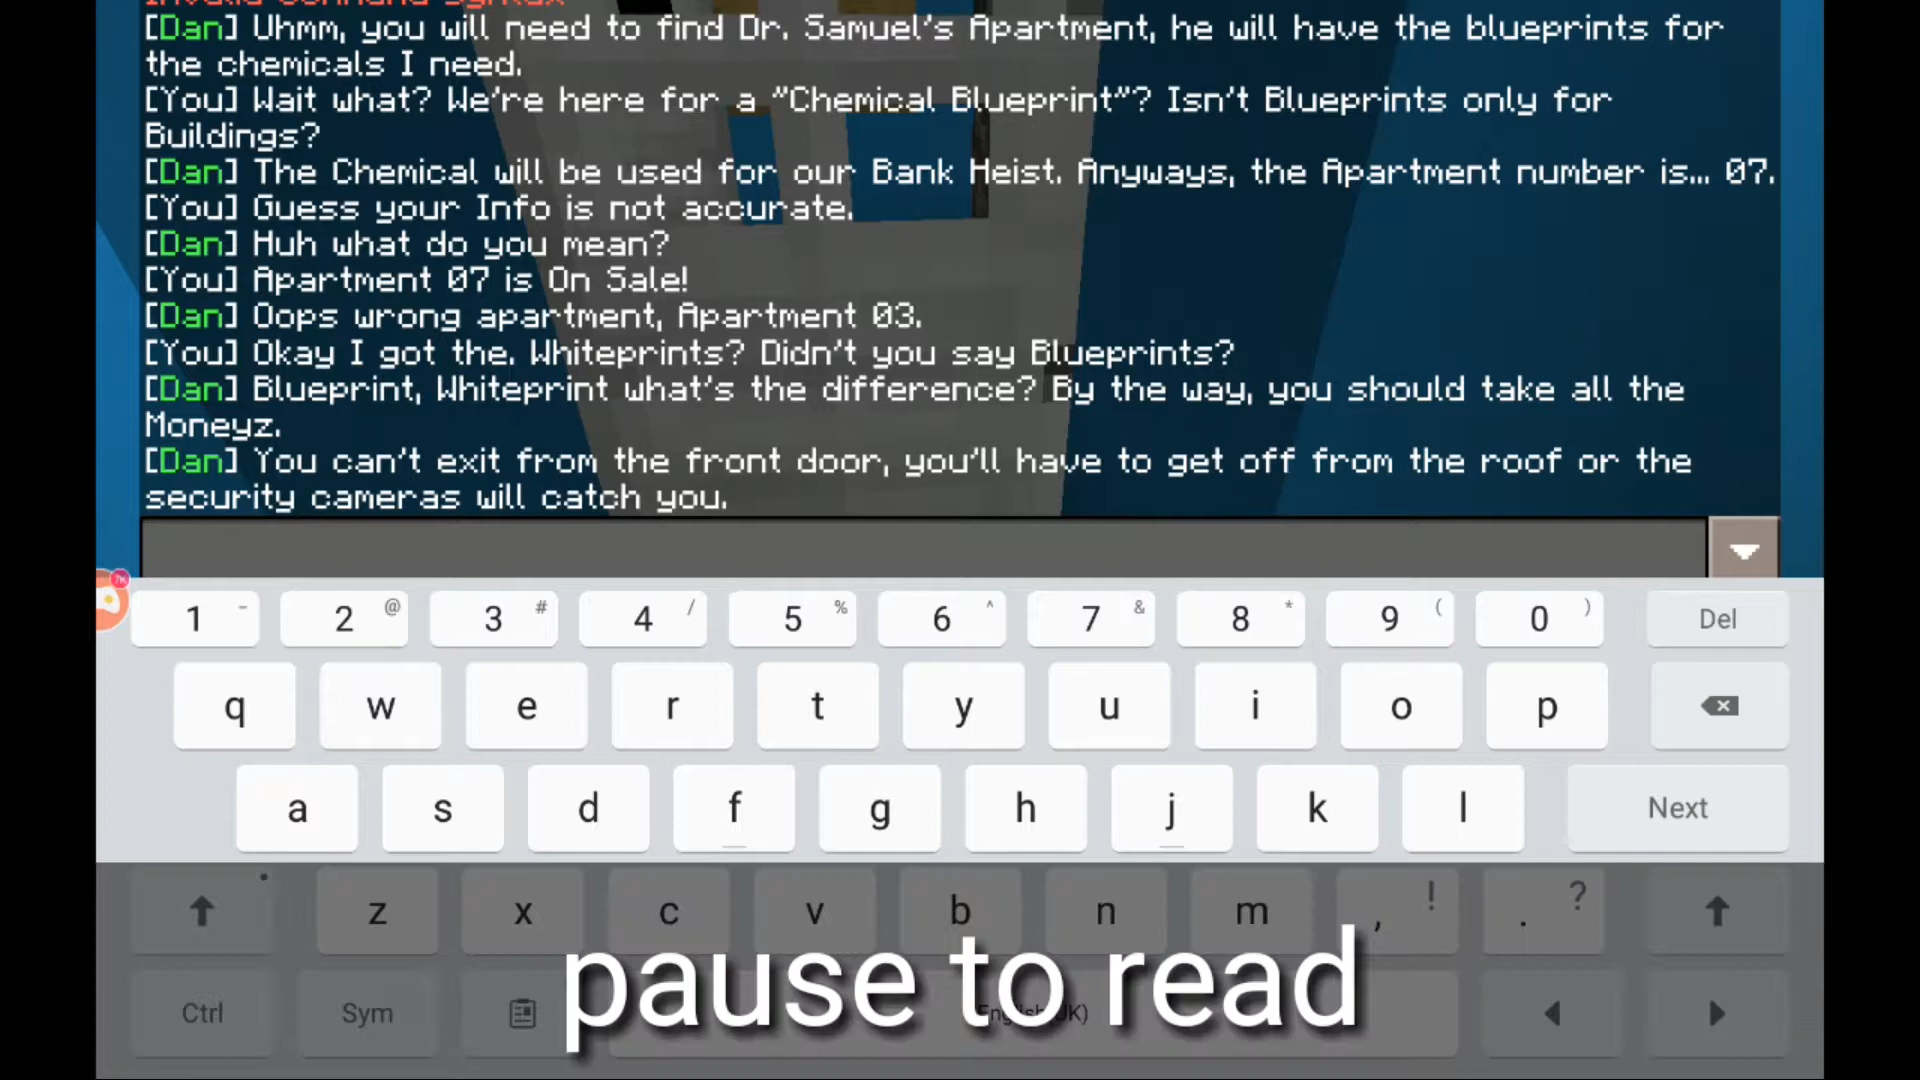 Invalid command syntax
[Dan] Uhmm, you will need to find Dr. Samuel's Apartment, he will have the blueprints for
the chemicals I need.
[You] Wait what? We're here for a "Chemical Blueprint"? Isn't Blueprints only for
Buildings?
[Dan] The Chemical will be used for our Bank Heist. Anyways, the Apartment number is... 07.
[You] Guess your Info is not accurate.
[Dan] Huh what do you mean?
[You] Apartment 07 is On Sale!
[Dan] Oops wrong apartment, Apartment 03.
[You] Okay I got the. Whiteprints? Didn't you say Blueprints?
[Dan] Blueprint, Whiteprint what's the difference? By the way, you should take all the
Moneyz.
[Dan] You can't exit from the front door, you'll have to get off from the roof or the
security cameras will catch you.
7K
1 - 2 @ 3 # 4 / 5 % 6 ^ 7 & 8 * 9 ( 0 ) Del
q w e r t y u i o p
a s d f g h j k l Next
z x c v b n m , ! . ?
Ctrl Sym English(UK)
pause to read